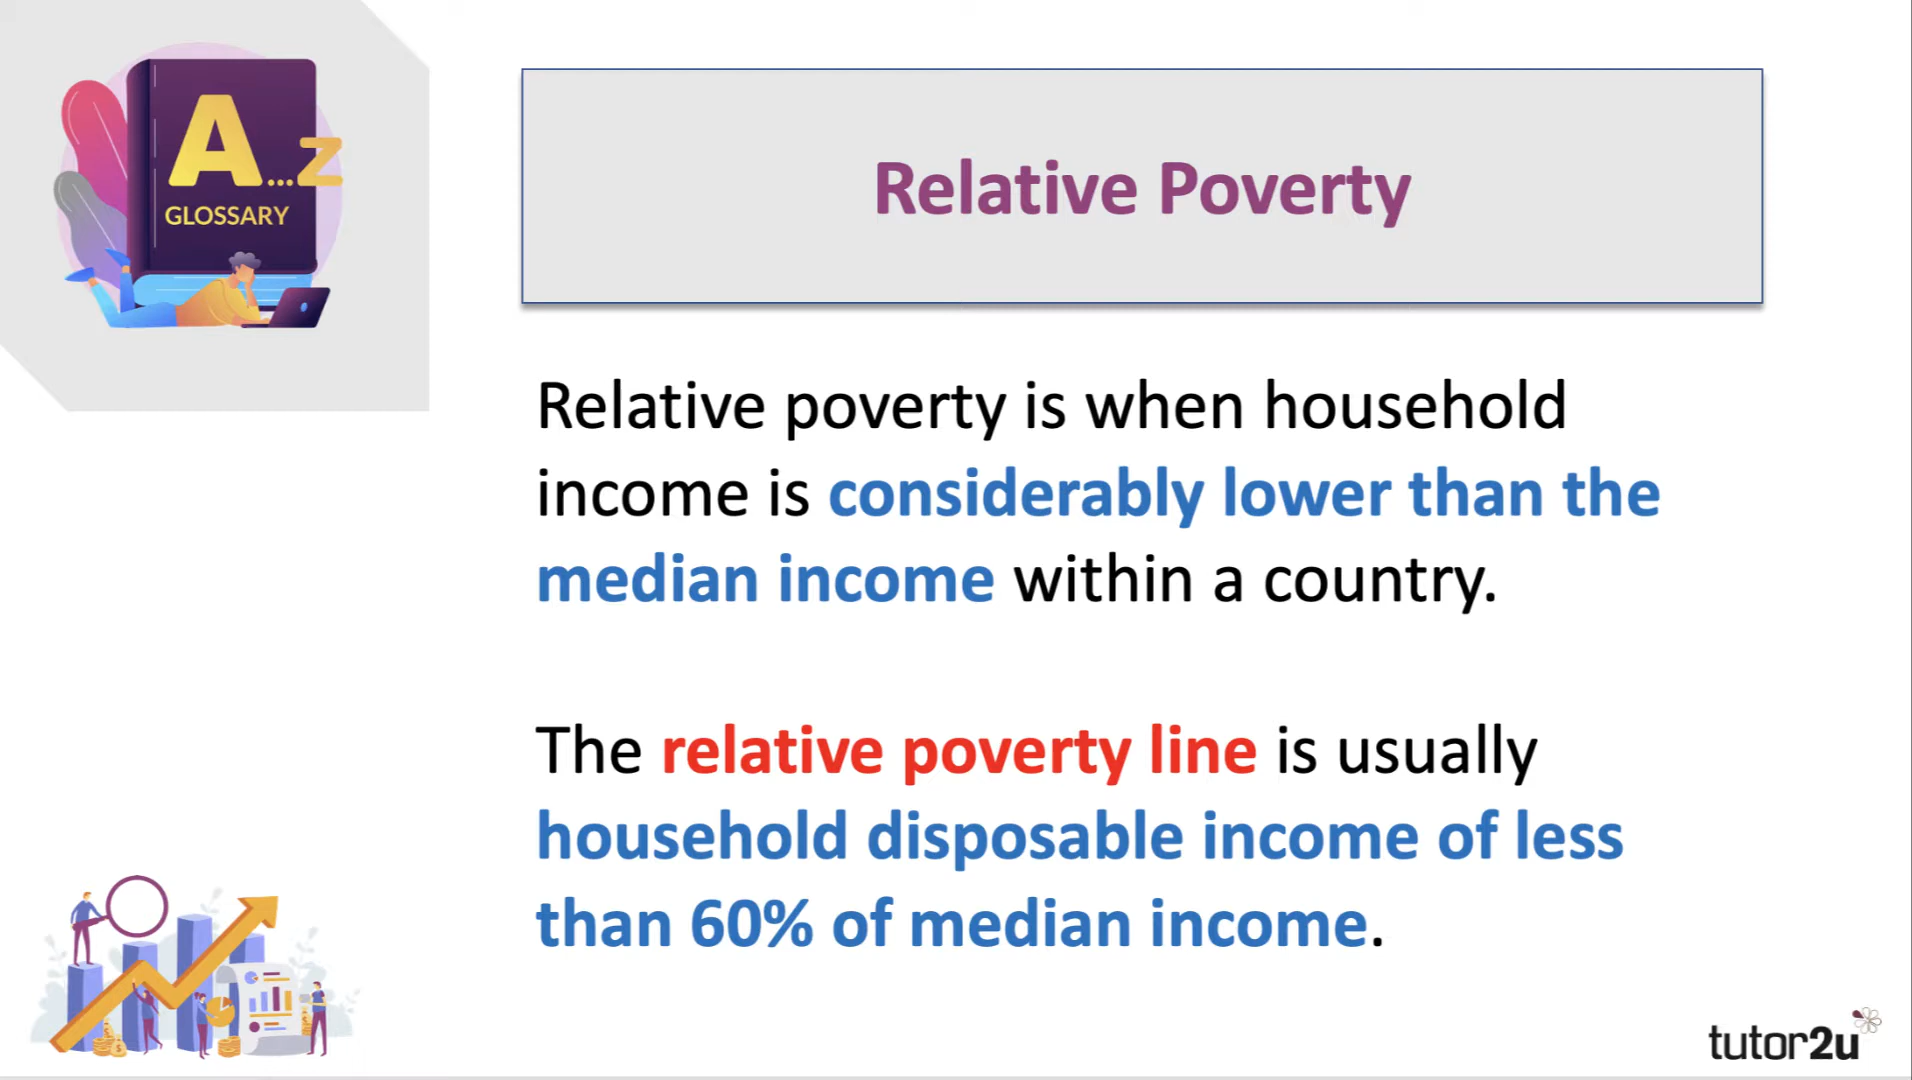 A...Z
GLOSSARY
Relative Poverty
Relative poverty is when household
income is considerably lower than the
median income within a country.
The relative poverty line is usually
household disposable income of less
than 60% of median income.
tutor2u